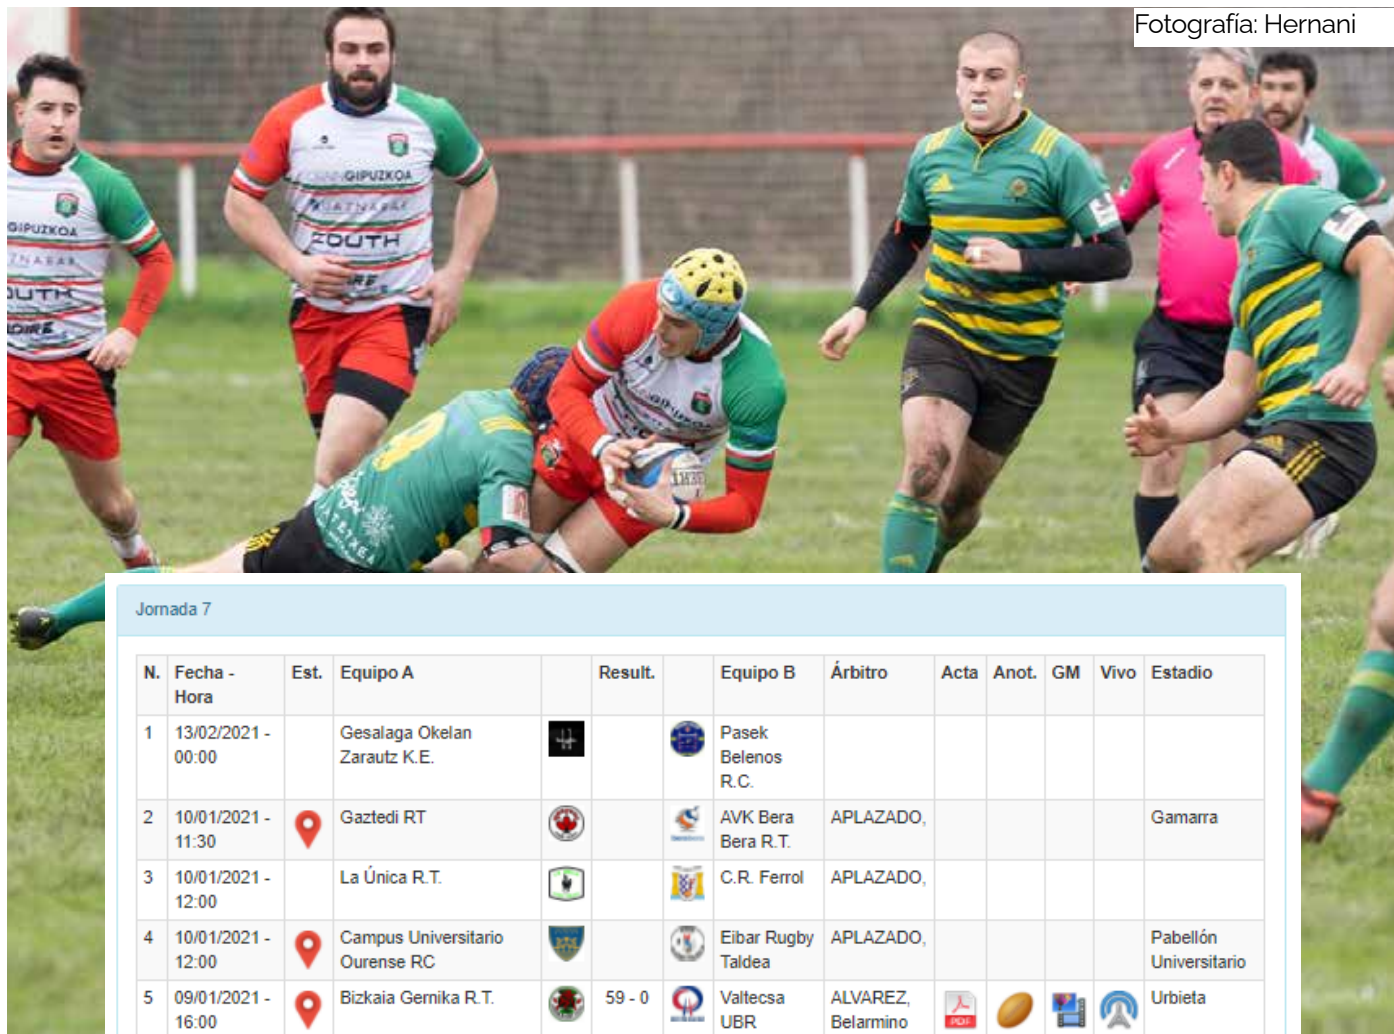 Fotografía: Hernani
GIPUZKOA
GIPUZKOA
Jornada 7
N. Fecha - Hora Est. Equipo A Result. Equipo B Árbitro Acta Anot. GM Vivo Estadio
1 13/02/2021 - 00:00 Gesalaga Okelan Zarautz K.E. Pasek Belenos R.C.
2 10/01/2021 - 11:30 Gaztedi RT AVK Bera Bera R.T. APLAZADO, Gamarra
3 10/01/2021 - 12:00 La Única R.T. C.R. Ferrol APLAZADO,
4 10/01/2021 - 12:00 Campus Universitario Ourense RC Eibar Rugby Taldea APLAZADO, Pabellón Universitario
5 09/01/2021 - 16:00 Bizkaia Gernika R.T. 59 - 0 Valtecsa UBR ALVAREZ, Belarmino PDF Urbieta